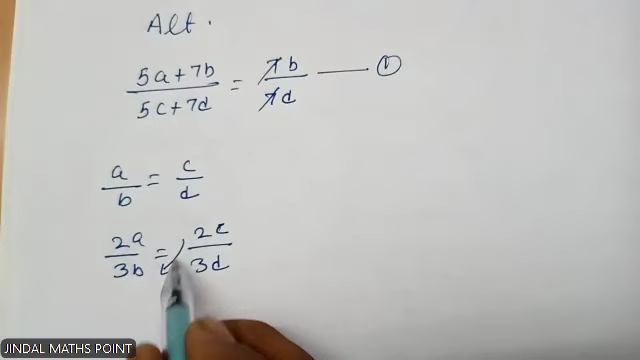 Alt.
5a+7b / 5c+7d = 7b / 7d —— ①
a/b = c/d
2a/3b = 2c/3d
JINDAL MATHS POINT